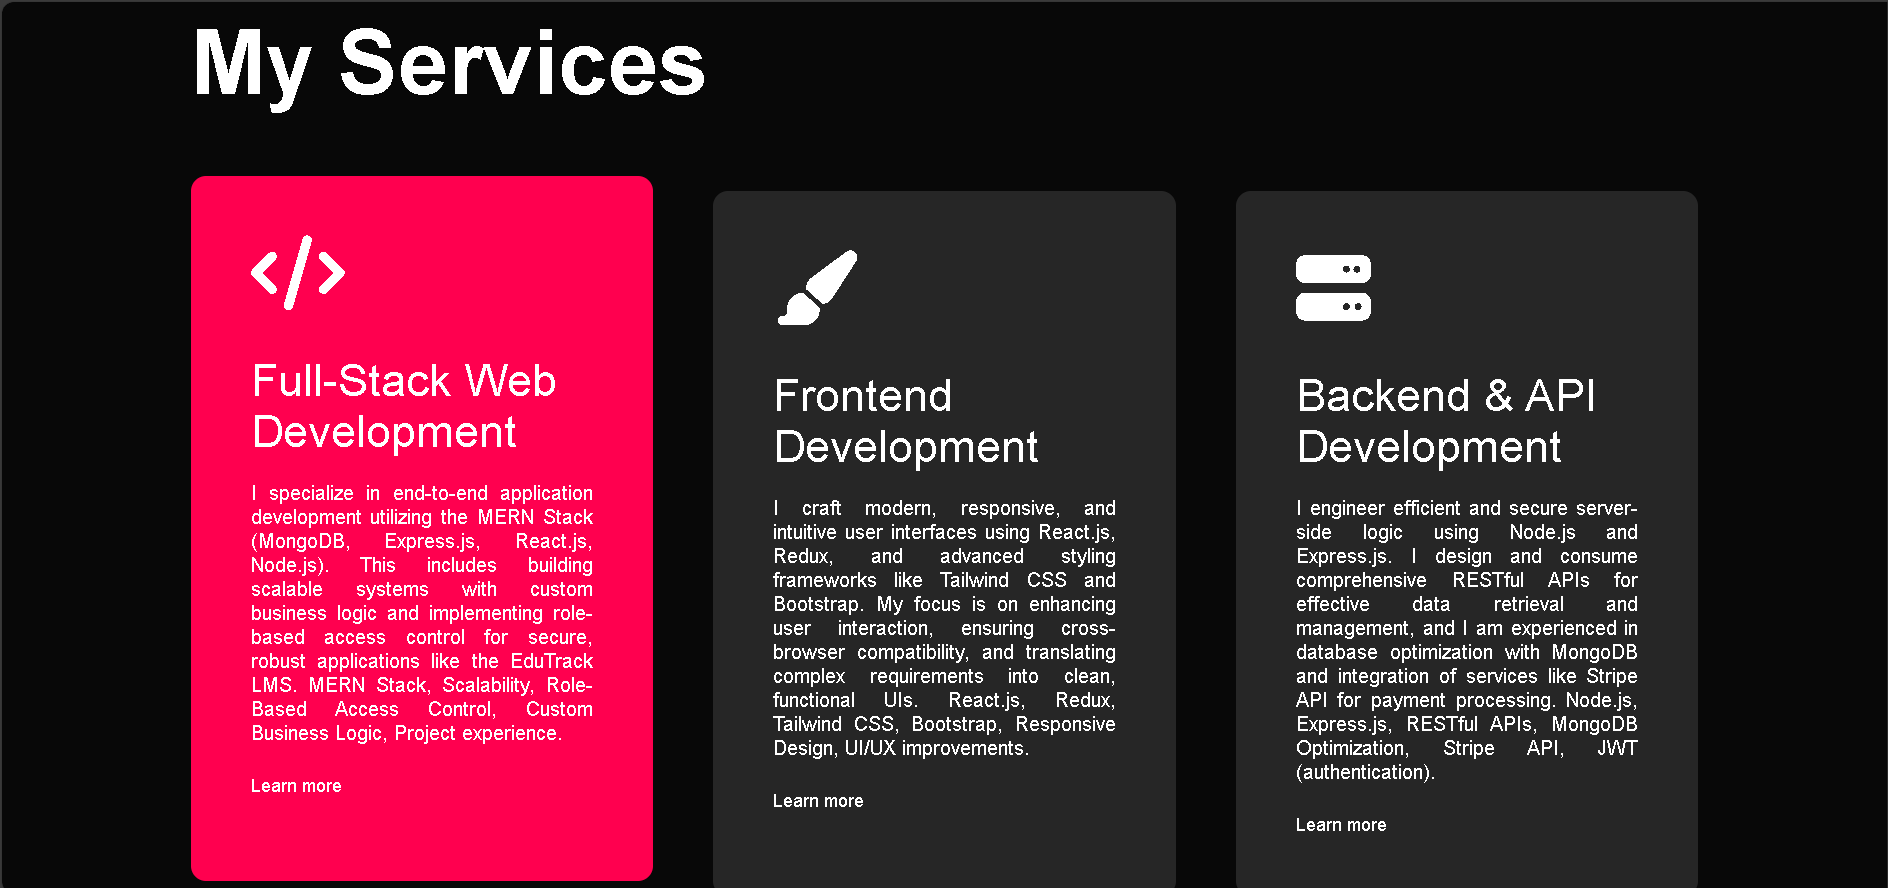 My Services
Full-Stack Web
Development
I specialize in end-to-end application
development utilizing the MERN Stack
(MongoDB, Express.js, React.js,
Node.js). This includes building
scalable systems with custom
business logic and implementing role-
based access control for secure,
robust applications like the EduTrack
LMS. MERN Stack, Scalability, Role-
Based Access Control, Custom
Business Logic, Project experience.
Learn more
Frontend
Development
I craft modern, responsive, and
intuitive user interfaces using React.js,
Redux, and advanced styling
frameworks like Tailwind CSS and
Bootstrap. My focus is on enhancing
user interaction, ensuring cross-
browser compatibility, and translating
complex requirements into clean,
functional UIs. React.js, Redux,
Tailwind CSS, Bootstrap, Responsive
Design, UI/UX improvements.
Learn more
Backend & API
Development
I engineer efficient and secure server-
side logic using Node.js and
Express.js. I design and consume
comprehensive RESTful APIs for
effective data retrieval and
management, and I am experienced in
database optimization with MongoDB
and integration of services like Stripe
API for payment processing. Node.js,
Express.js, RESTful APIs, MongoDB
Optimization, Stripe API, JWT
(authentication).
Learn more